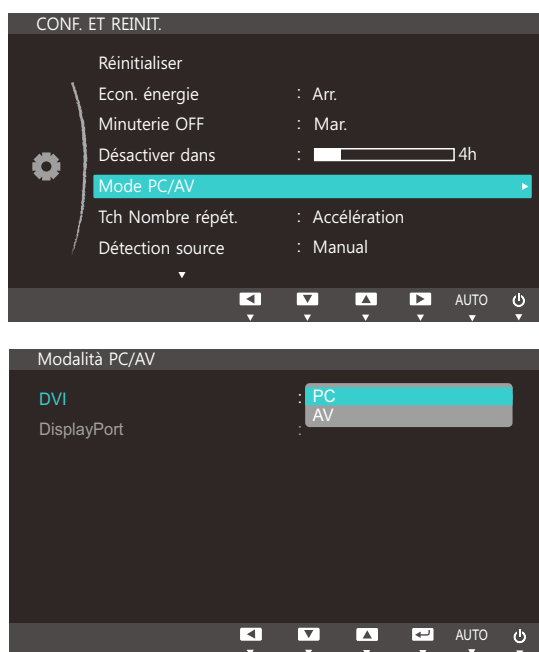 CONF. ET REINIT.
Réinitialiser
Econ. énergie : Arr.
Minuterie OFF : Mar.
Désactiver dans : 4h
Mode PC/AV
Tch Nombre répét. : Accélération
Détection source : Manual
AUTO
Modalità PC/AV
DVI : PC
AV
DisplayPort :
AUTO